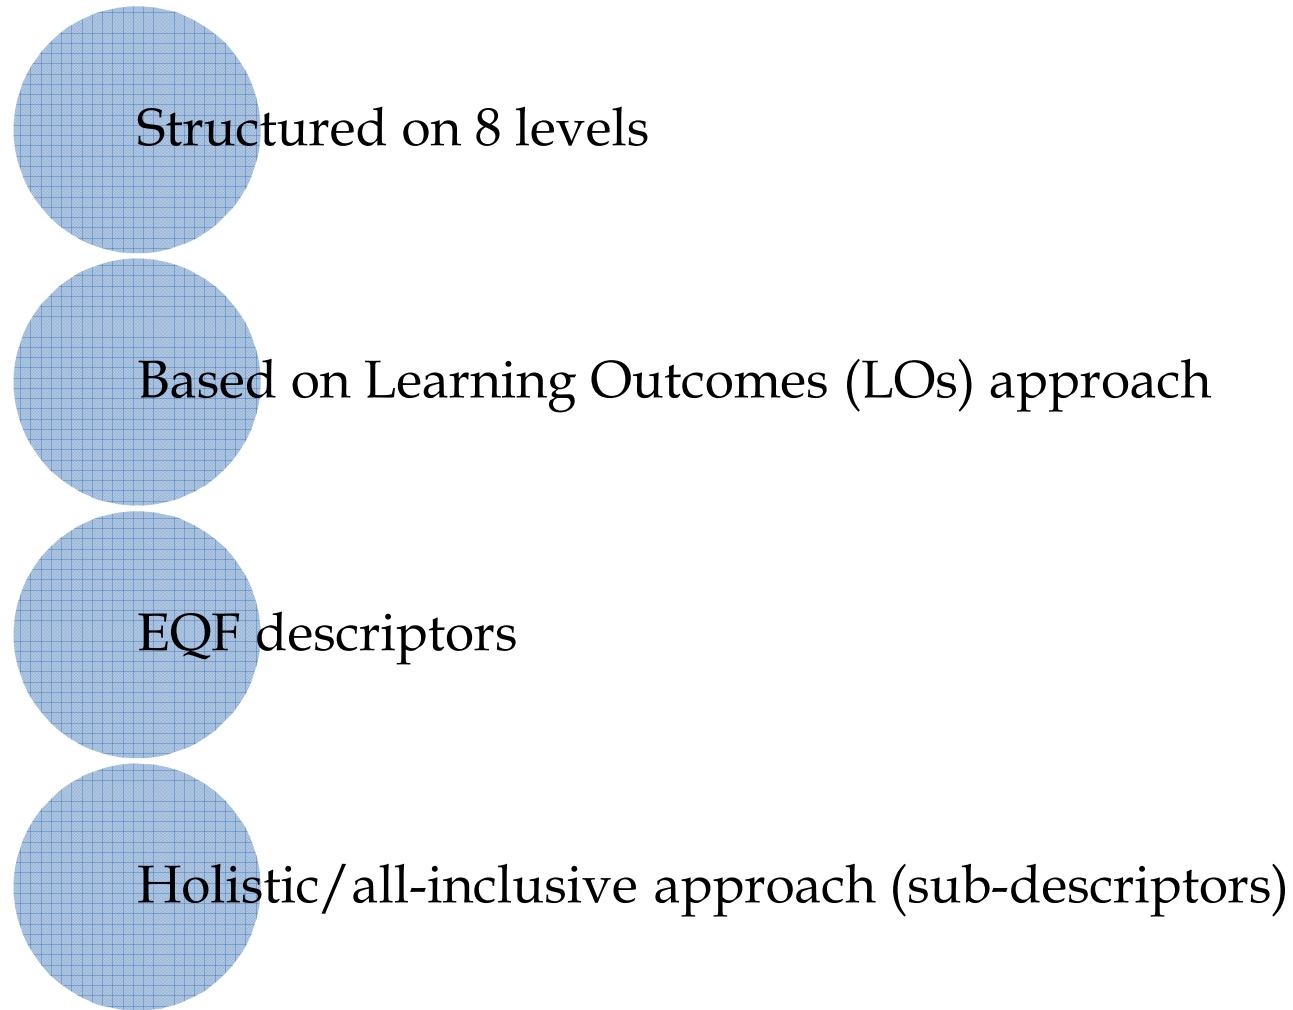 Structured on 8 levels
Based on Learning Outcomes (LOs) approach
EQF descriptors
Holistic/all-inclusive approach (sub-descriptors)